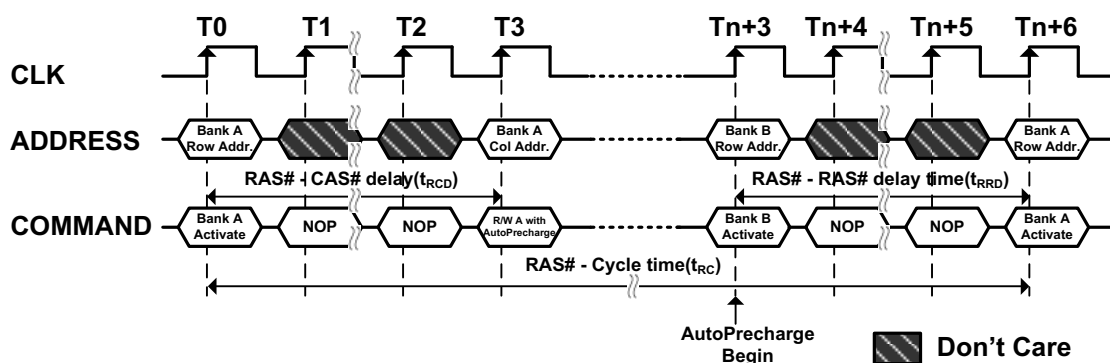 T0 T1 T2 T3 Tn+3 Tn+4 Tn+5 Tn+6
CLK
ADDRESS
Bank A
Row Addr.
Bank A
Col Addr.
Bank B
Row Addr.
Bank A
Row Addr.
RAS# - CAS# delay(tRCD)
RAS# - RAS# delay time(tRRD)
COMMAND
Bank A
Activate
NOP
NOP
R/W A with
AutoPrecharge
Bank B
Activate
NOP
NOP
Bank A
Activate
RAS# - Cycle time(tRC)
AutoPrecharge
Begin
Don't Care